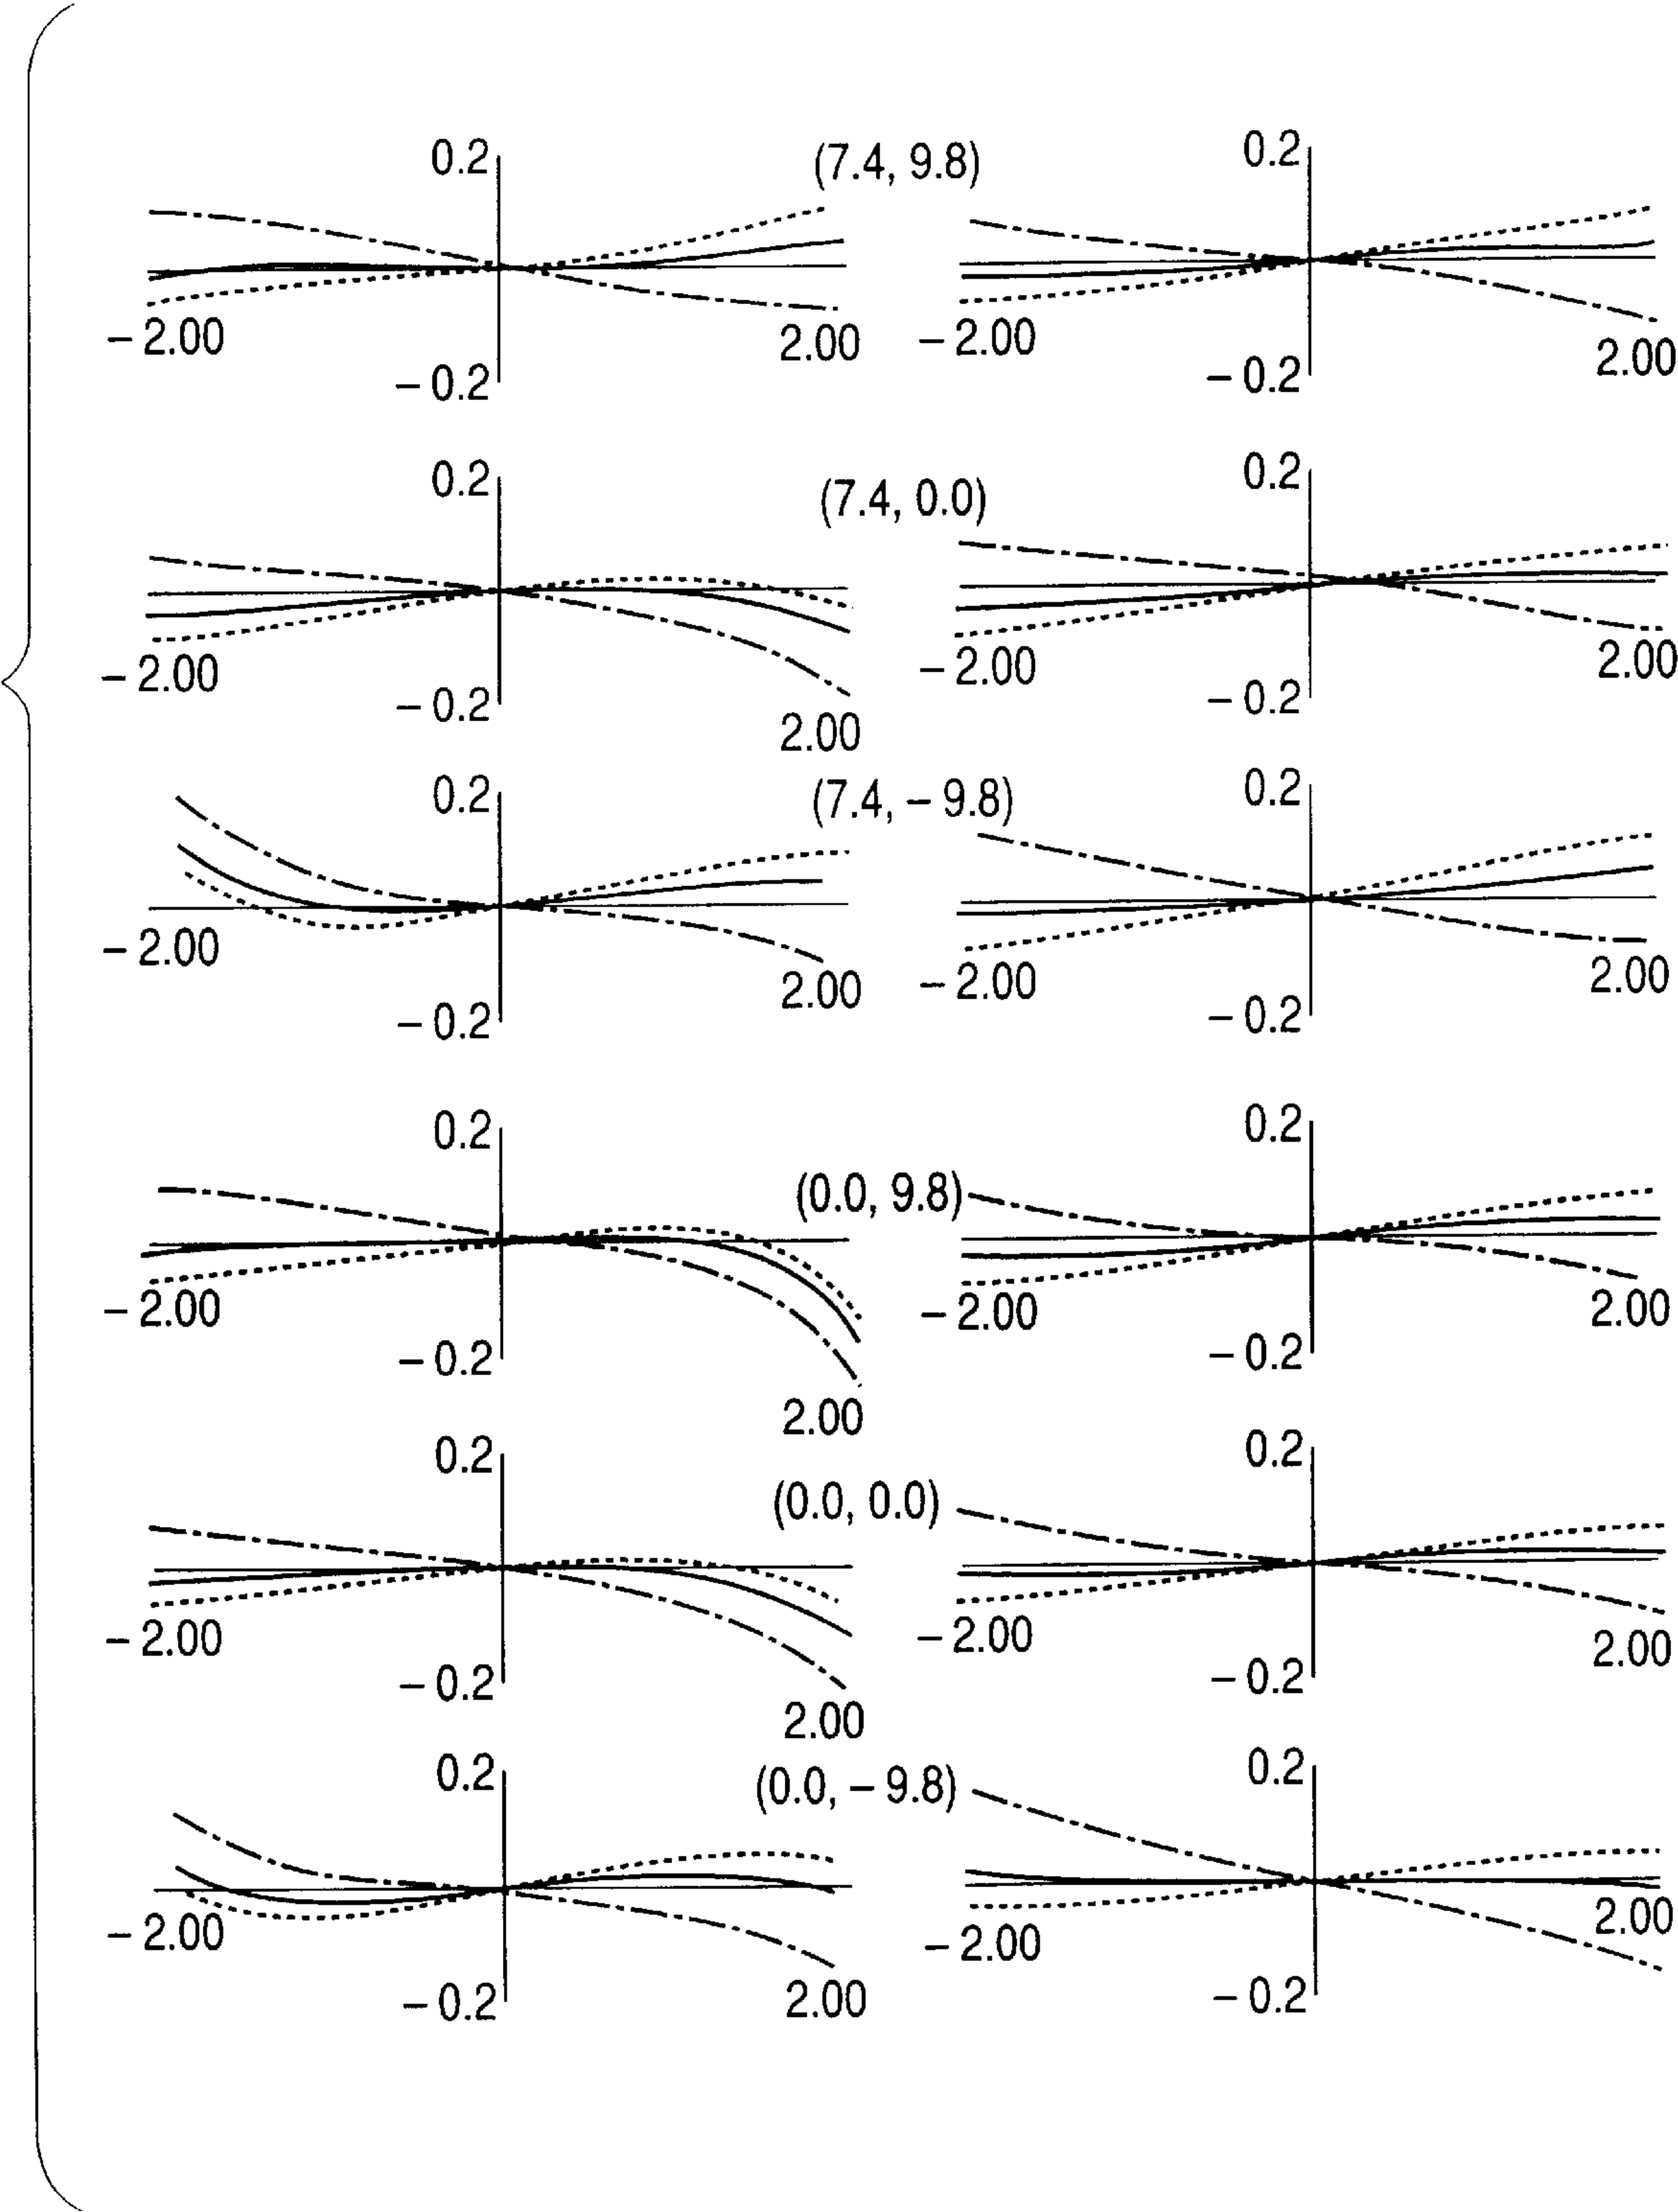 0.2 (7.4, 9.8) 0.2
– 2.00 2.00 – 2.00 2.00
– 0.2 – 0.2
0.2 (7.4, 0.0) 0.2
– 2.00 – 2.00 2.00
– 0.2 – 0.2
2.00
0.2 (7.4, – 9.8) 0.2
– 2.00 2.00 – 2.00 2.00
– 0.2 – 0.2
0.2 0.2
(0.0, 9.8)
– 2.00 – 2.00 2.00
– 0.2 – 0.2
2.00
0.2 0.2
(0.0, 0.0)
– 2.00 – 2.00 2.00
– 0.2 – 0.2
2.00
0.2 (0.0, – 9.8) 0.2
– 2.00 – 2.00 2.00
– 0.2 2.00 – 0.2